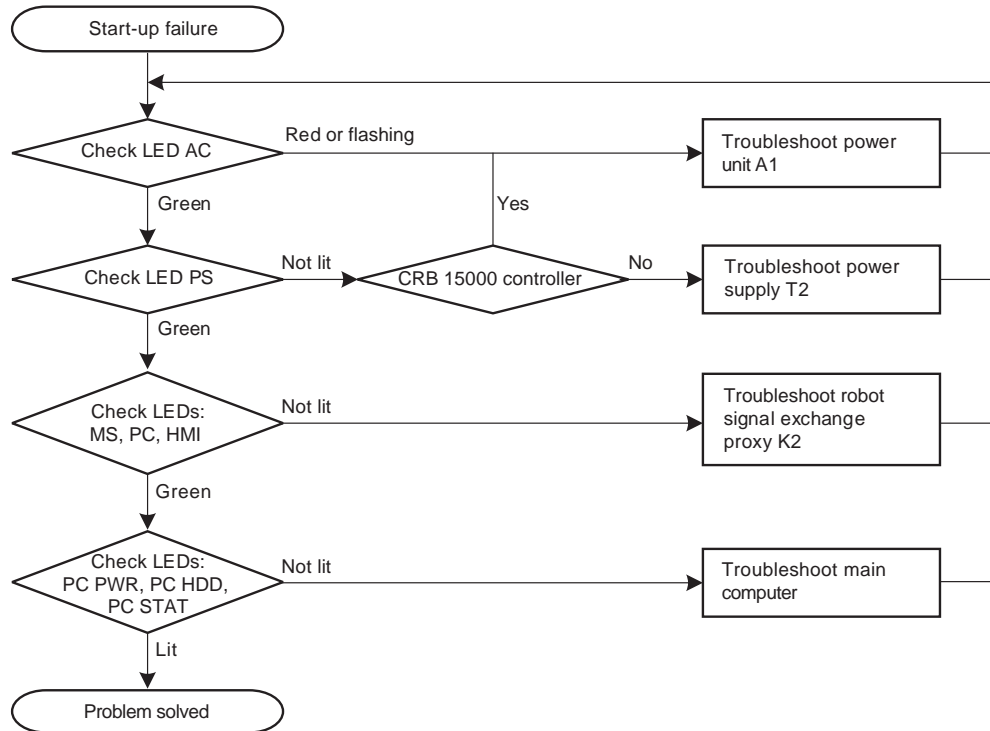 Start-up failure
Check LED AC
Red or flashing
Troubleshoot power
unit A1
Green
Yes
Check LED PS
Not lit
CRB 15000 controller
No
Troubleshoot power
supply T2
Green
Check LEDs:
MS, PC, HMI
Not lit
Troubleshoot robot
signal exchange
proxy K2
Green
Check LEDs:
PC PWR, PC HDD,
PC STAT
Not lit
Troubleshoot main
computer
Lit
Problem solved